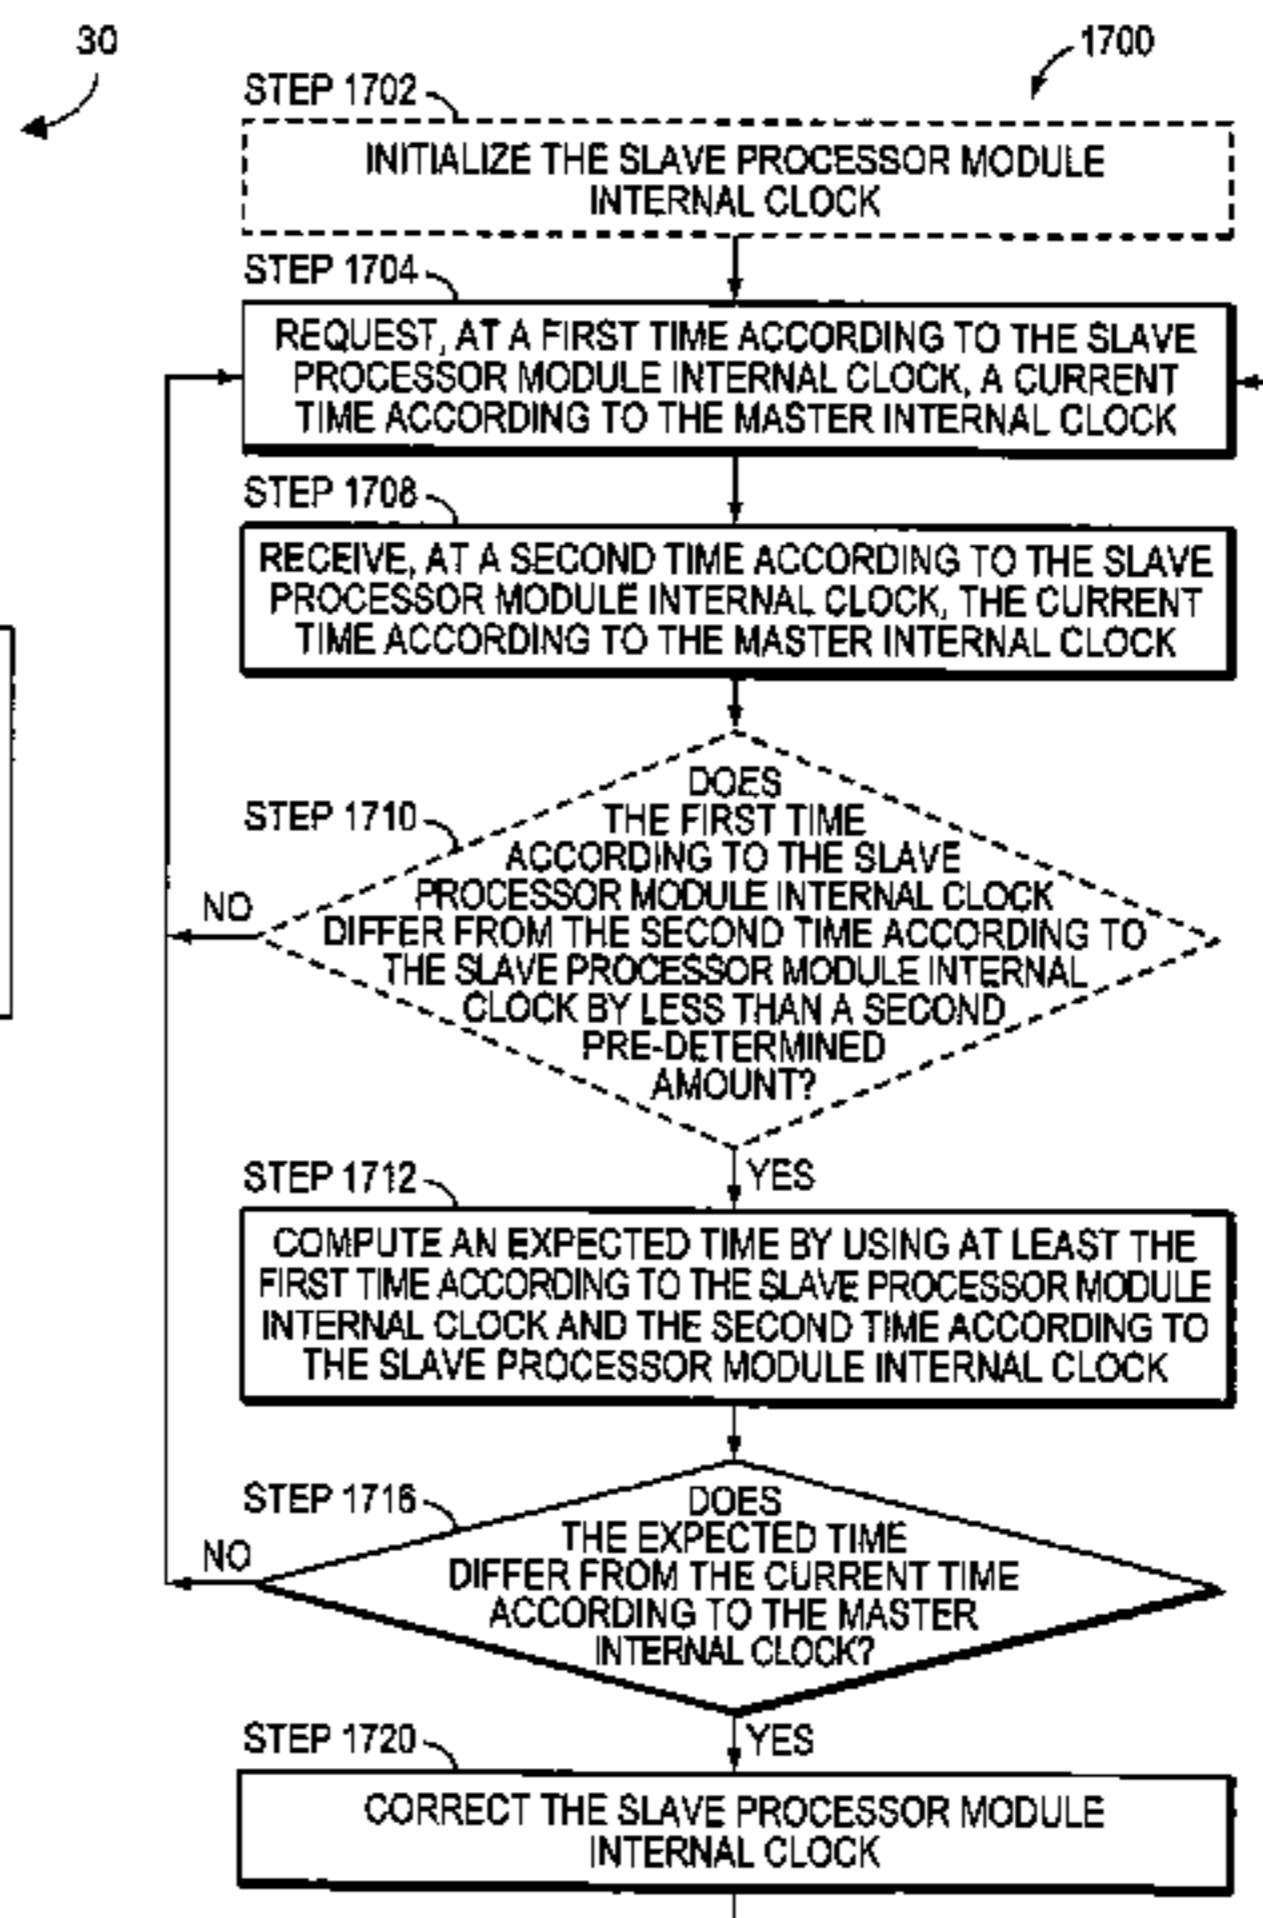 30
1700
STEP 1702
INITIALIZE THE SLAVE PROCESSOR MODULE
INTERNAL CLOCK
STEP 1704
REQUEST, AT A FIRST TIME ACCORDING TO THE SLAVE
PROCESSOR MODULE INTERNAL CLOCK, A CURRENT
TIME ACCORDING TO THE MASTER INTERNAL CLOCK
STEP 1708
RECEIVE, AT A SECOND TIME ACCORDING TO THE SLAVE
PROCESSOR MODULE INTERNAL CLOCK, THE CURRENT
TIME ACCORDING TO THE MASTER INTERNAL CLOCK
STEP 1710
DOES
THE FIRST TIME
ACCORDING TO THE SLAVE
PROCESSOR MODULE INTERNAL CLOCK
DIFFER FROM THE SECOND TIME ACCORDING TO
THE SLAVE PROCESSOR MODULE INTERNAL
CLOCK BY LESS THAN A SECOND
PRE-DETERMINED
AMOUNT?
NO
YES
STEP 1712
COMPUTE AN EXPECTED TIME BY USING AT LEAST THE
FIRST TIME ACCORDING TO THE SLAVE PROCESSOR MODULE
INTERNAL CLOCK AND THE SECOND TIME ACCORDING TO
THE SLAVE PROCESSOR MODULE INTERNAL CLOCK
STEP 1716
DOES
THE EXPECTED TIME
DIFFER FROM THE CURRENT TIME
ACCORDING TO THE MASTER
INTERNAL CLOCK?
NO
YES
STEP 1720
CORRECT THE SLAVE PROCESSOR MODULE
INTERNAL CLOCK